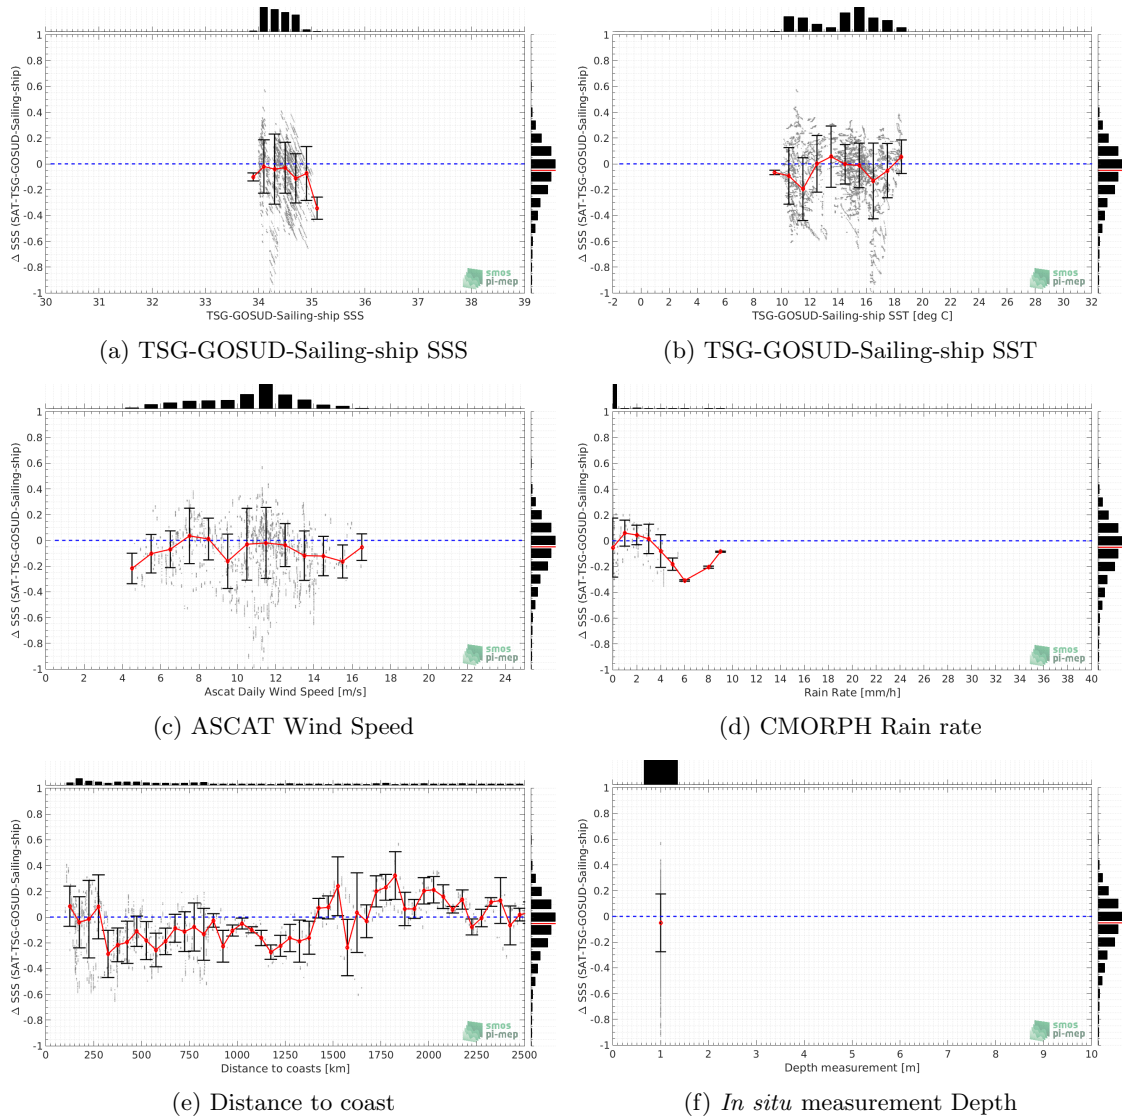 1
0.8
0.6
0.4
0.2
0
-0.2
-0.4
-0.6
-0.8
-1
Δ SSS (SAT-TSG-GOSUD-Sailing-ship)
30 31 32 33 34 35 36 37 38 39
TSG-GOSUD-Sailing-ship SSS
smos
pi-mep
(a) TSG-GOSUD-Sailing-ship SSS
1
0.8
0.6
0.4
0.2
0
-0.2
-0.4
-0.6
-0.8
-1
Δ SSS (SAT-TSG-GOSUD-Sailing-ship)
-2 0 2 4 6 8 10 12 14 16 18 20 22 24 26 28 30 32
TSG-GOSUD-Sailing-ship SST [deg C]
smos
pi-mep
(b) TSG-GOSUD-Sailing-ship SST
1
0.8
0.6
0.4
0.2
0
-0.2
-0.4
-0.6
-0.8
-1
Δ SSS (SAT-TSG-GOSUD-Sailing-ship)
0 2 4 6 8 10 12 14 16 18 20 22 24
Ascat Daily Wind Speed [m/s]
smos
pi-mep
(c) ASCAT Wind Speed
1
0.8
0.6
0.4
0.2
0
-0.2
-0.4
-0.6
-0.8
-1
Δ SSS (SAT-TSG-GOSUD-Sailing-ship)
0 2 4 6 8 10 12 14 16 18 20 22 24 26 28 30 32 34 36 38 40
Rain Rate [mm/h]
smos
pi-mep
(d) CMORPH Rain rate
1
0.8
0.6
0.4
0.2
0
-0.2
-0.4
-0.6
-0.8
-1
Δ SSS (SAT-TSG-GOSUD-Sailing-ship)
0 250 500 750 1000 1250 1500 1750 2000 2250 2500
Distance to coasts [km]
smos
pi-mep
(e) Distance to coast
1
0.8
0.6
0.4
0.2
0
-0.2
-0.4
-0.6
-0.8
-1
Δ SSS (SAT-TSG-GOSUD-Sailing-ship)
0 1 2 3 4 5 6 7 8 9 10
Depth measurement [m]
smos
pi-mep
(f) In situ measurement Depth